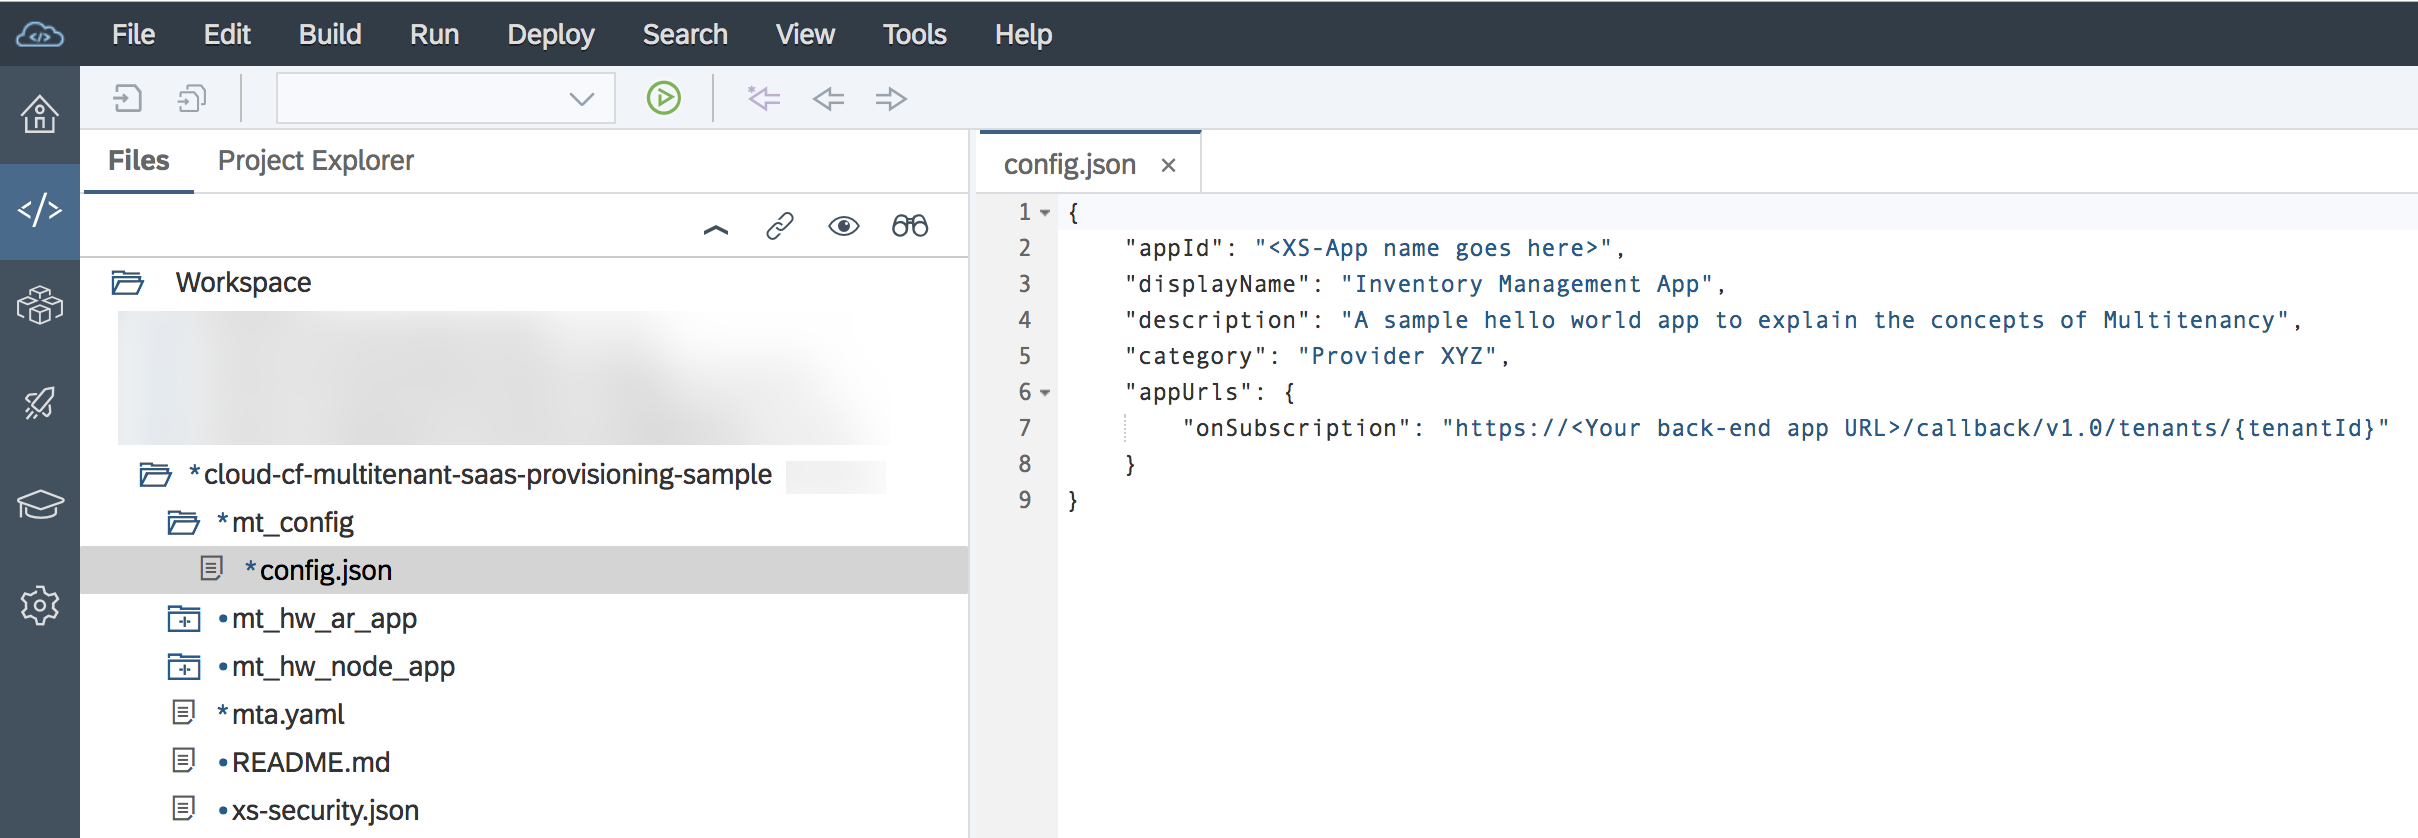 File Edit Build Run Deploy Search View Tools Help
Files Project Explorer
config.json ×
Workspace
*cloud-cf-multitenant-saas-provisioning-sample
*mt_config
*config.json
•mt_hw_ar_app
•mt_hw_node_app
*mta.yaml
•README.md
•xs-security.json
1 {
2 "appId": "<XS-App name goes here>",
3 "displayName": "Inventory Management App",
4 "description": "A sample hello world app to explain the concepts of Multitenancy",
5 "category": "Provider XYZ",
6 "appUrls": {
7 "onSubscription": "https://<Your back-end app URL>/callback/v1.0/tenants/{tenantId}"
8 }
9 }